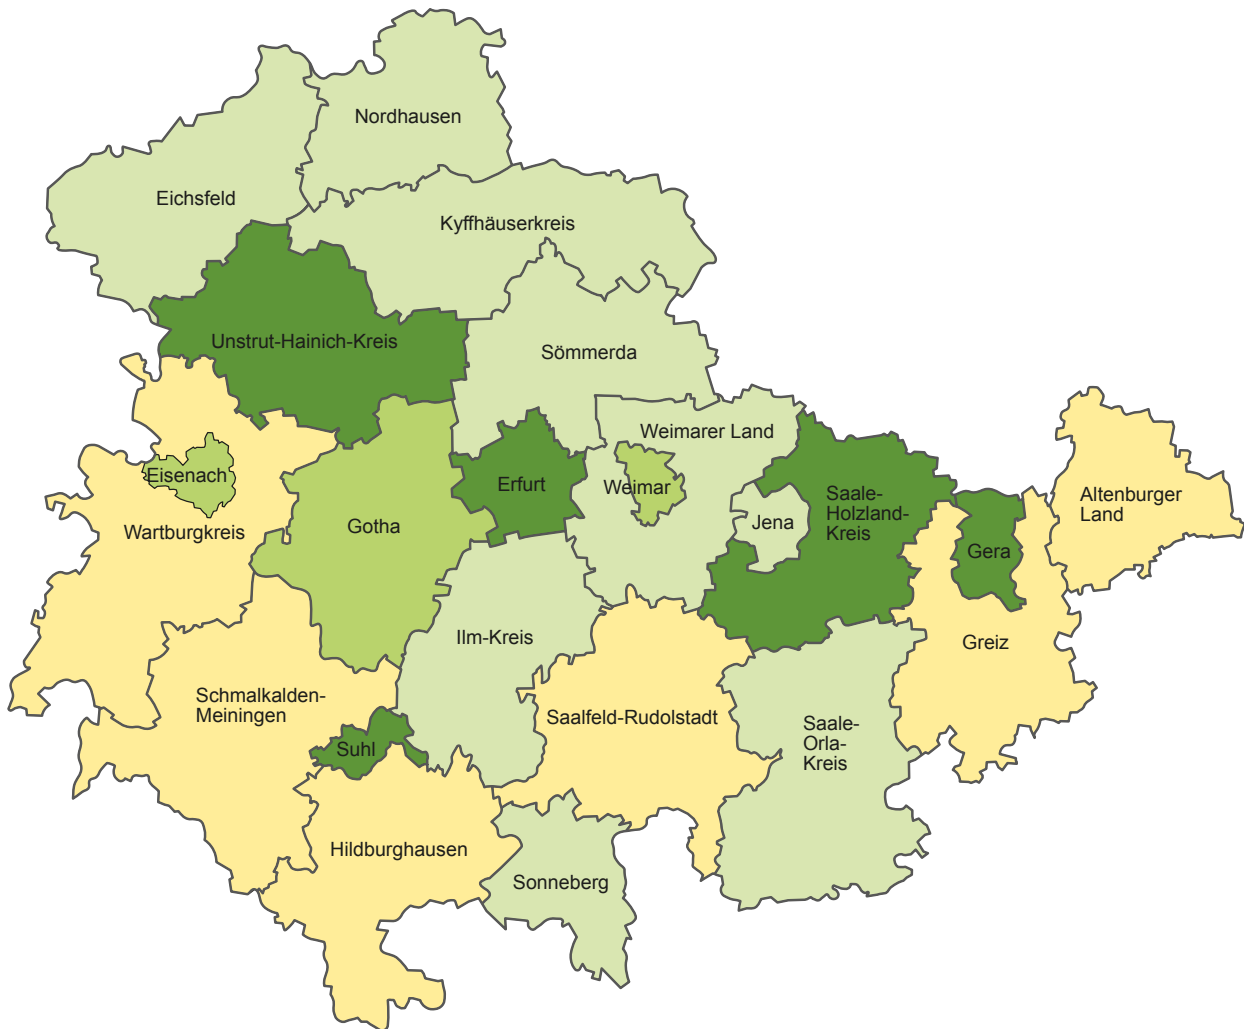 Nordhausen
Eichsfeld
Kyffhäuserkreis
Unstrut-Hainich-Kreis
Sömmerda
Weimarer Land
Eisenach
Erfurt
Weimar
Saale-
Holzland-
Kreis
Altenburger
Land
Wartburgkreis
Gotha
Jena
Gera
Ilm-Kreis
Greiz
Schmalkalden-
Meiningen
Saalfeld-Rudolstadt
Saale-
Orla-
Kreis
Suhl
Hildburghausen
Sonneberg